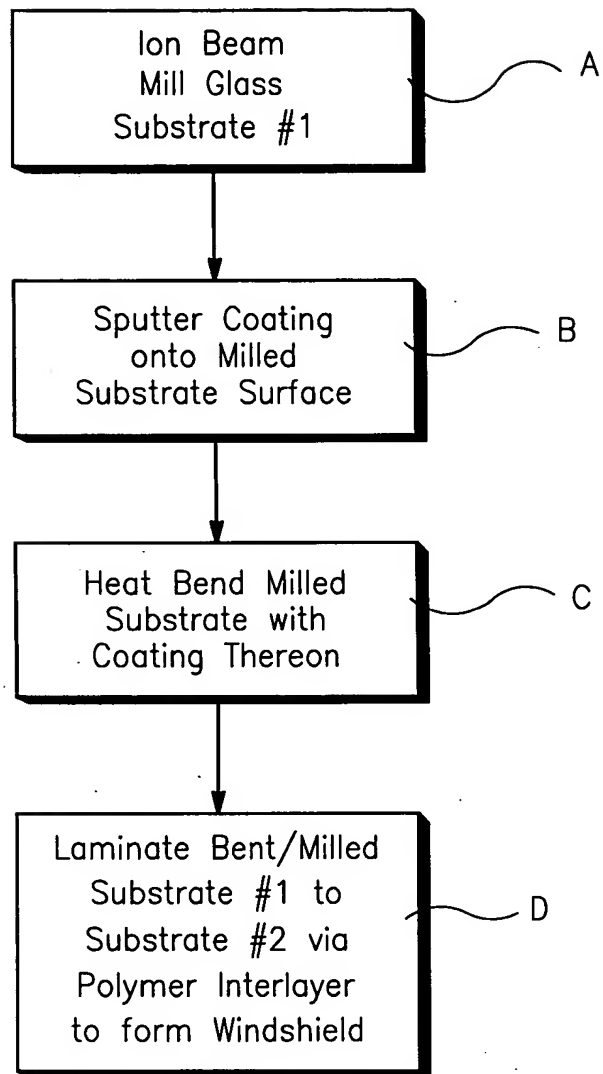 Ion Beam
Mill Glass
Substrate #1
A
Sputter Coating
onto Milled
Substrate Surface
B
Heat Bend Milled
Substrate with
Coating Thereon
C
Laminate Bent/Milled
Substrate #1 to
Substrate #2 via
Polymer Interlayer
to form Windshield
D